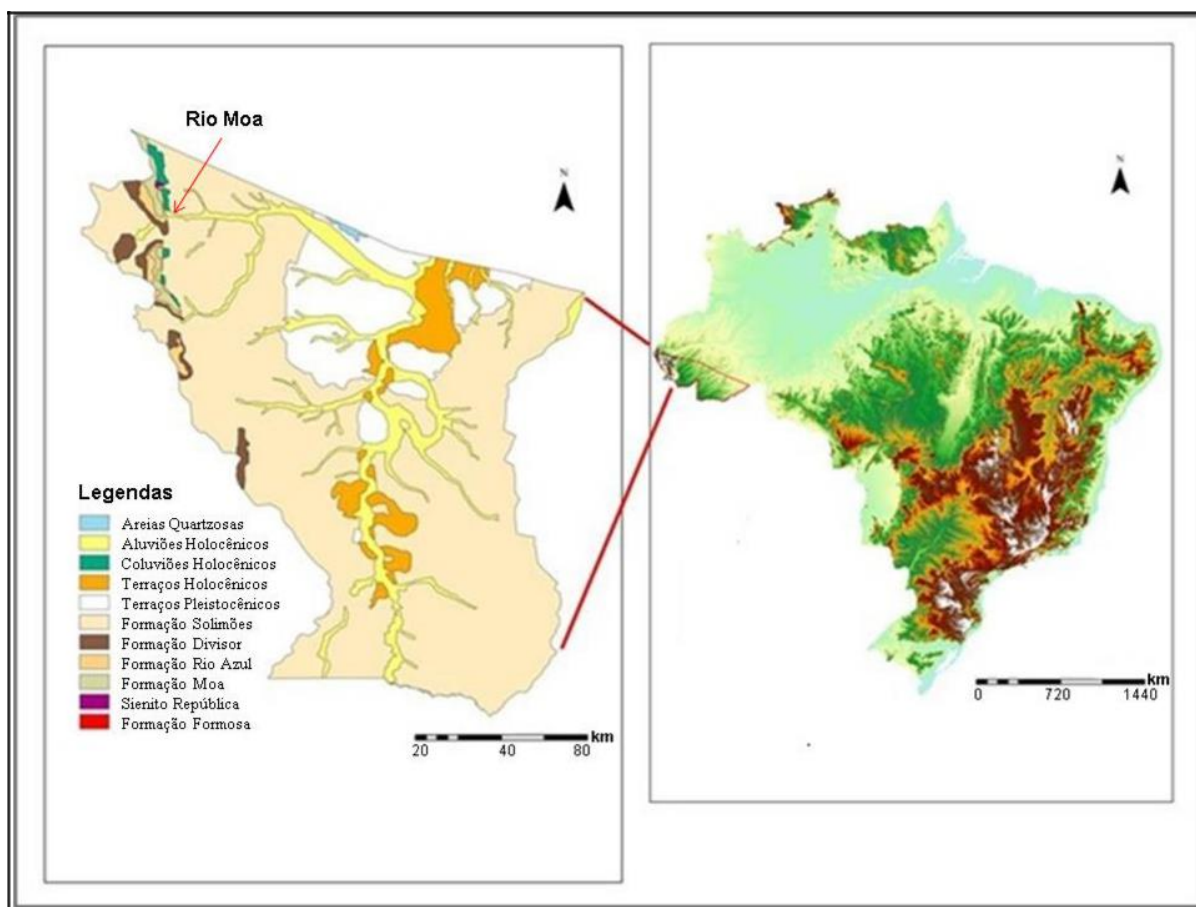 Rio Moa
N
N
Legendas
Areias Quartzosas
Aluviões Holocênicos
Coluviões Holocênicos
Terraços Holocênicos
Terraços Pleistocênicos
Formação Solimões
Formação Divisor
Formação Rio Azul
Formação Moa
Sienito República
Formação Formosa
km
20 40 80
km
0 720 1440